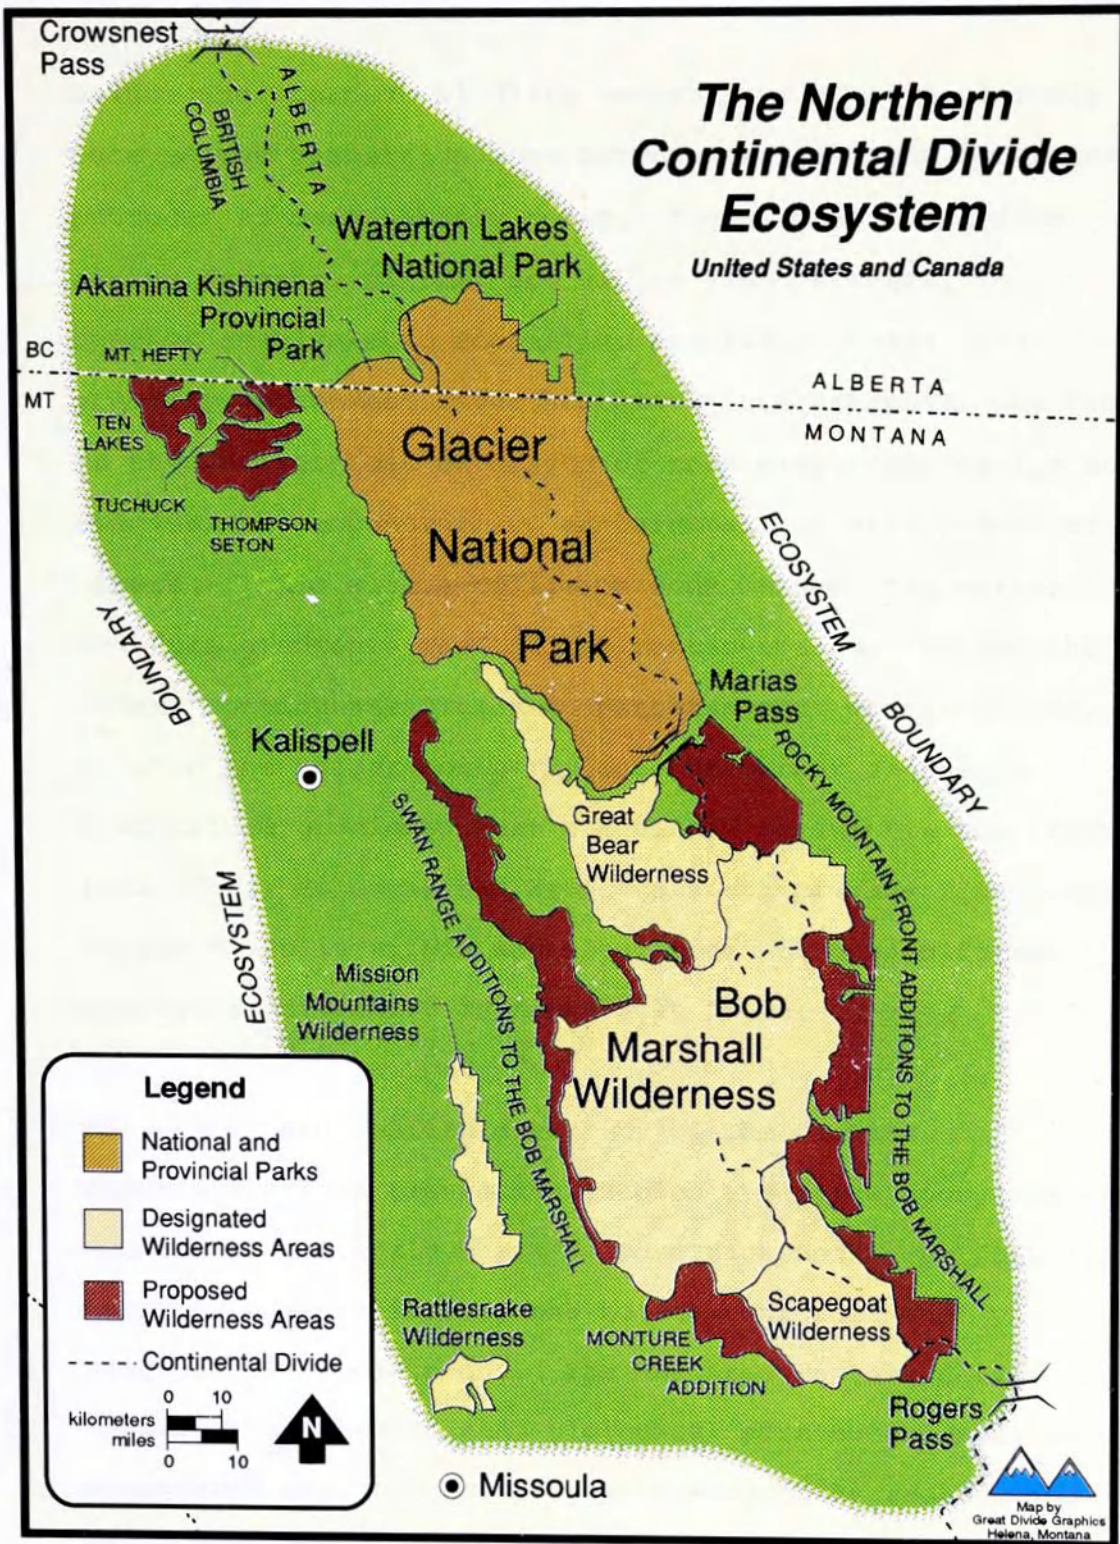 Crowsnest
Pass
ALBERTA
BRITISH
COLUMBIA
The Northern
Continental Divide
Ecosystem
United States and Canada
Waterton Lakes
National Park
Akamina Kishinena
Provincial
Park
BC
MT. HEFTY
ALBERTA
MT
MONTANA
TEN
LAKES
TUCHUCK
THOMPSON
SETON
Glacier
National
Park
ECOSYSTEM
BOUNDARY
BOUNDARY
ECOSYSTEM
Marias
Pass
Kalispell
ROCKY MOUNTAIN FRONT ADDITIONS TO THE BOB MARSHALL
SWAN RANGE ADDITIONS TO THE BOB MARSHALL
Great
Bear
Wilderness
Mission
Mountains
Wilderness
Bob
Marshall
Wilderness
Rattlesnake
Wilderness
MONTURE
CREEK
ADDITION
Scapegoat
Wilderness
Rogers
Pass
Missoula
Legend
National and
Provincial Parks
Designated
Wilderness Areas
Proposed
Wilderness Areas
Continental Divide
0 10
kilometers
miles
0 10
N
Map by
Great Divide Graphics
Helena, Montana